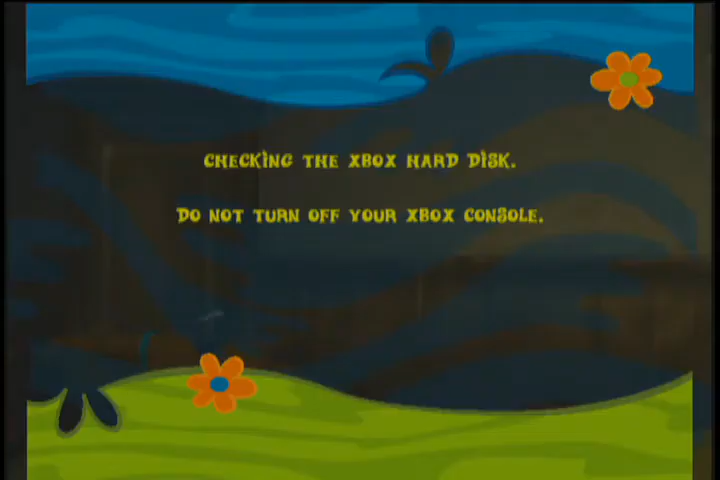 CHECKING THE XBOX HARD DISK.
DO NOT TURN OFF YOUR XBOX CONSOLE.